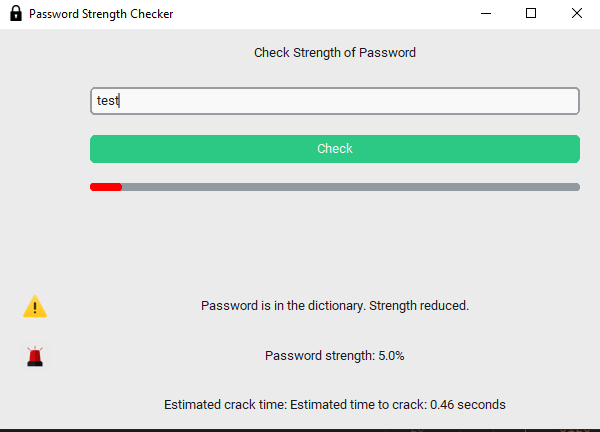 Password Strength Checker
Check Strength of Password
test
Check
Password is in the dictionary. Strength reduced.
Password strength: 5.0%
Estimated crack time: Estimated time to crack: 0.46 seconds